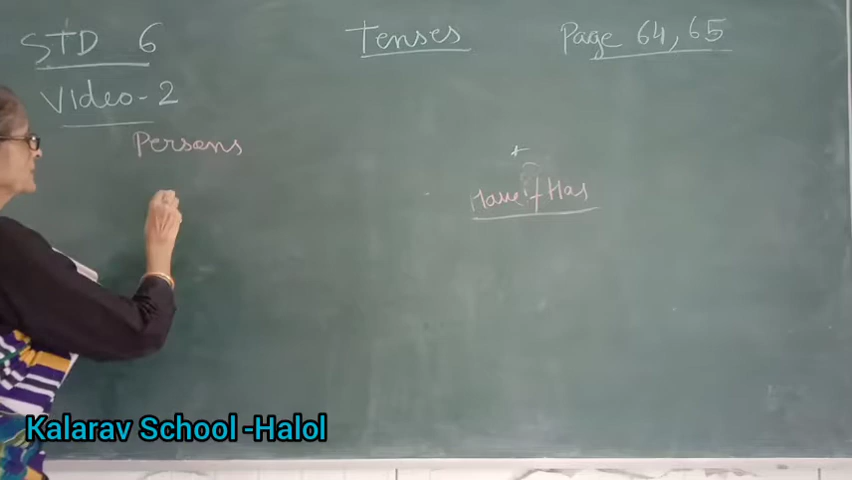 STD 6 Tenses Page 64, 65
Video-2
Persons
Have / Has
Kalarav School -Halol